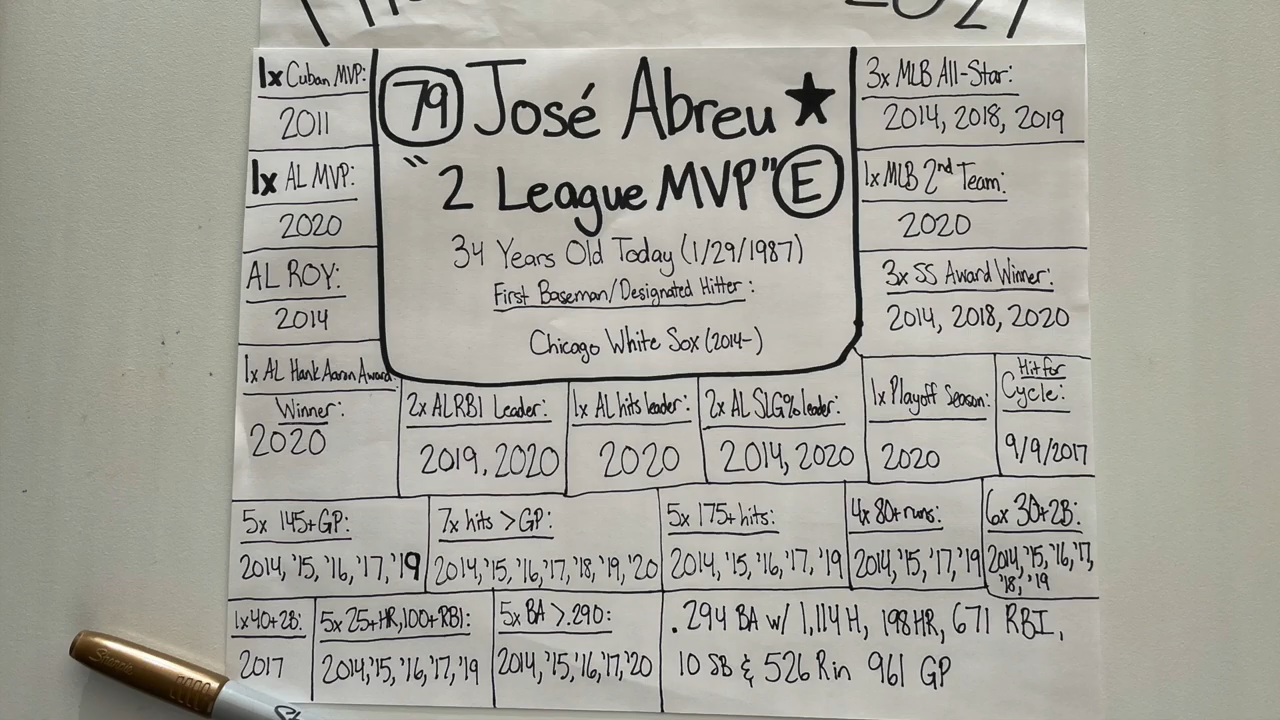 2021
1x Cuban MVP:
2011
1x AL MVP:
2020
AL ROY:
2014
1x AL Hank Aaron Award
Winner:
2020
79 José Abreu ★
"2 League MVP" E
34 Years Old Today (1/29/1987)
First Baseman/Designated Hitter:
Chicago White Sox (2014-)
3x MLB All-Star:
2014, 2018, 2019
1x MLB 2nd Team:
2020
3x SS Award Winner:
2014, 2018, 2020
2x AL RBI Leader:
2019, 2020
1x AL hits leader:
2020
2x AL SLG% leader:
2014, 2020
1x Playoff Season:
2020
Hit for
Cycle:
9/9/2017
5x 145+GP:
2014, '15, '16, '17, '19
7x hits > GP:
2014, '15, '16, '17, '18, '19, '20
5x 175+ hits:
2014, '15, '16, '17, '19
4x 80+ runs:
2014, '15, '17, '19
6x 30+2B:
2014, '15, '16, '17,
'18, '19
1x 40+2B:
2017
5x 25+HR, 100+RBI:
2014, '15, '16, '17, '19
5x BA >.290:
2014, '15, '16, '17, '20
.294 BA w/ 1,114 H, 198 HR, 671 RBI,
10 SB & 526 R in 961 GP
Sharpie